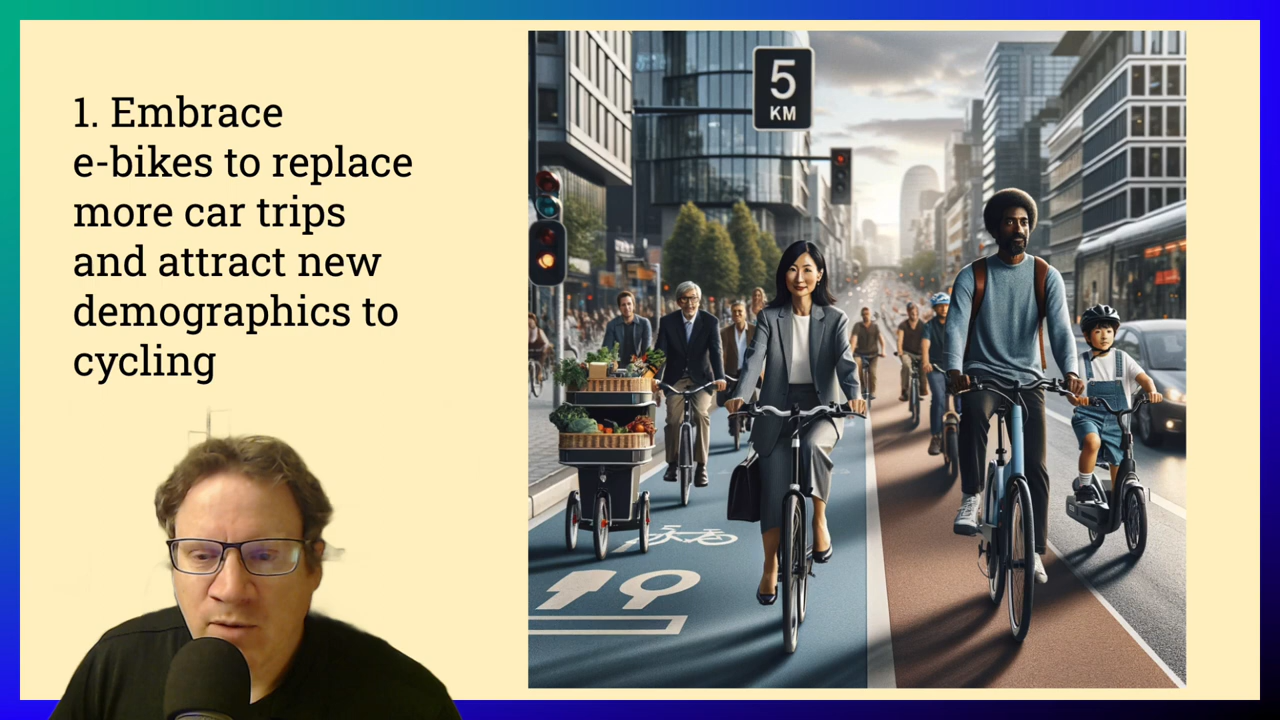 1. Embrace
e-bikes to replace
more car trips
and attract new
demographics to
cycling
5
KM